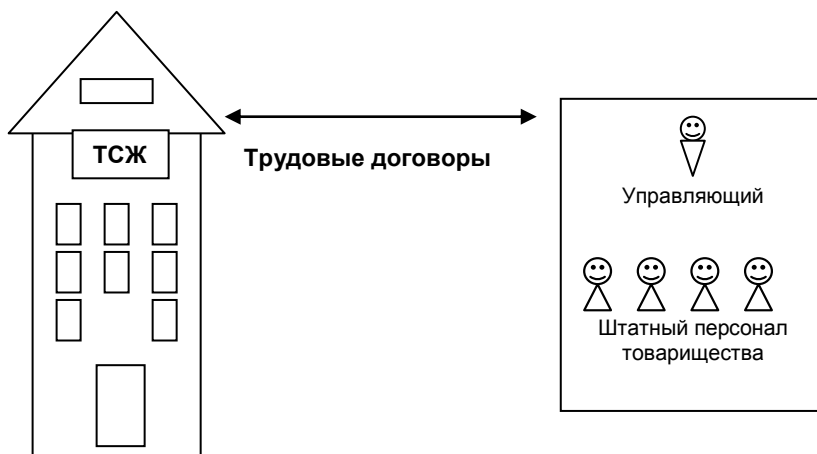 ТСЖ
Трудовые договоры
Управляющий
Штатный персонал
товарищества